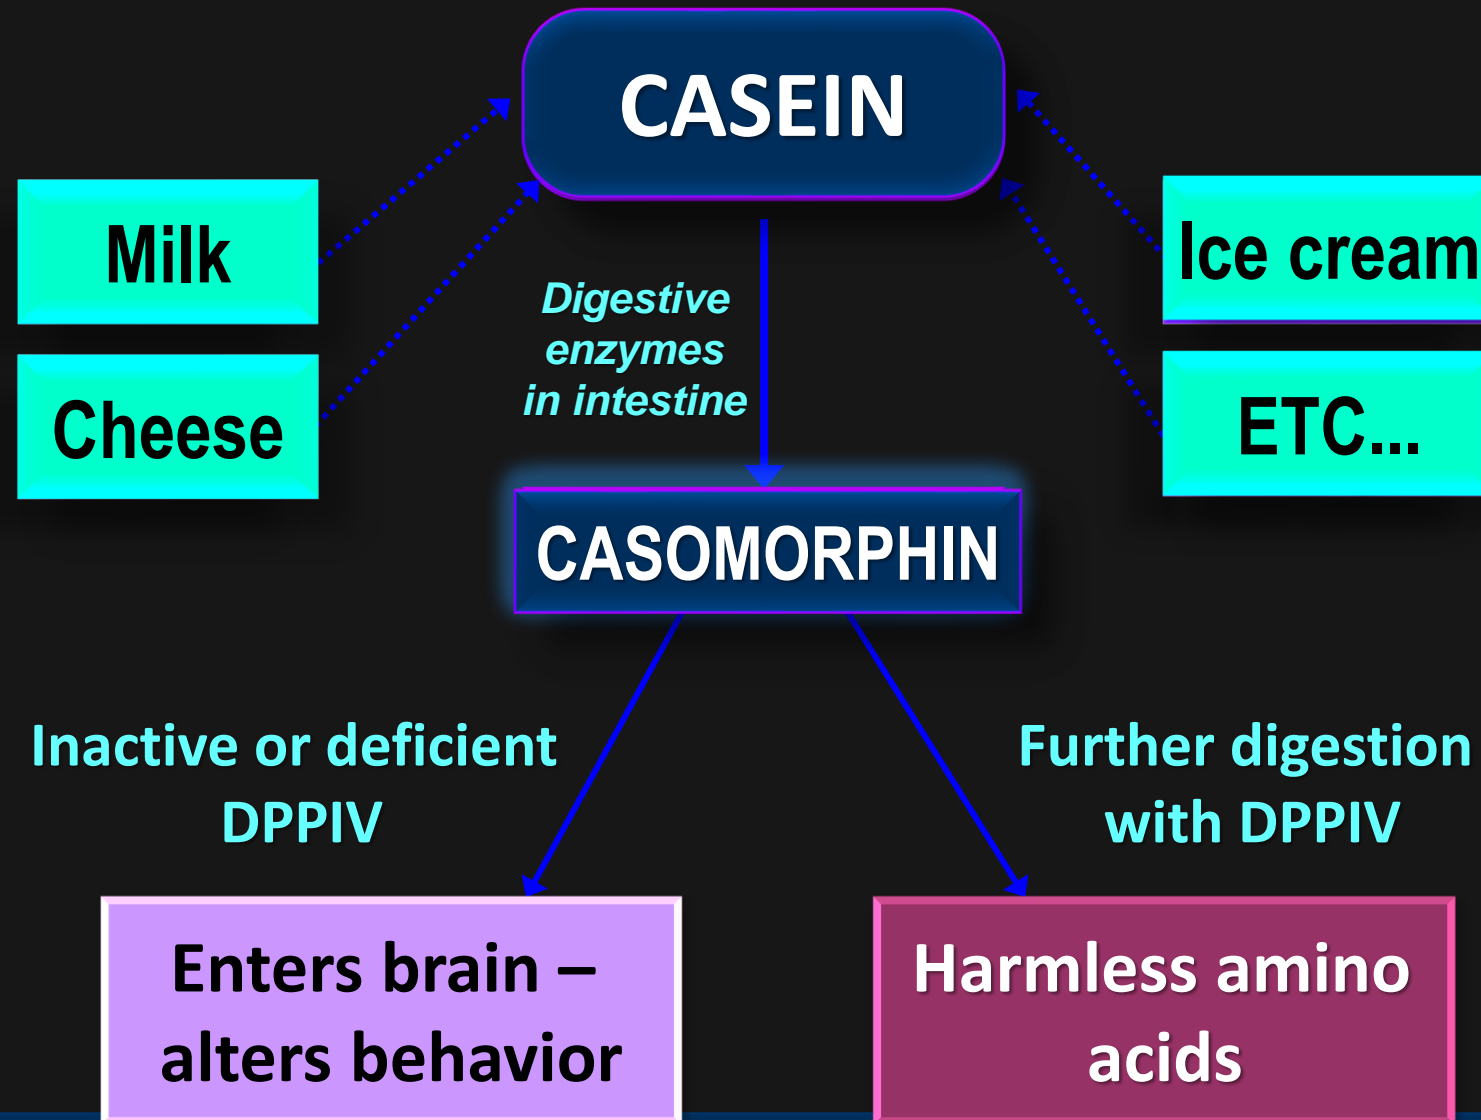 CASEIN
Milk
Ice cream
Digestive
enzymes
in intestine
Cheese
ETC...
CASOMORPHIN
Inactive or deficient
DPPIV
Further digestion
with DPPIV
Enters brain –
alters behavior
Harmless amino
acids